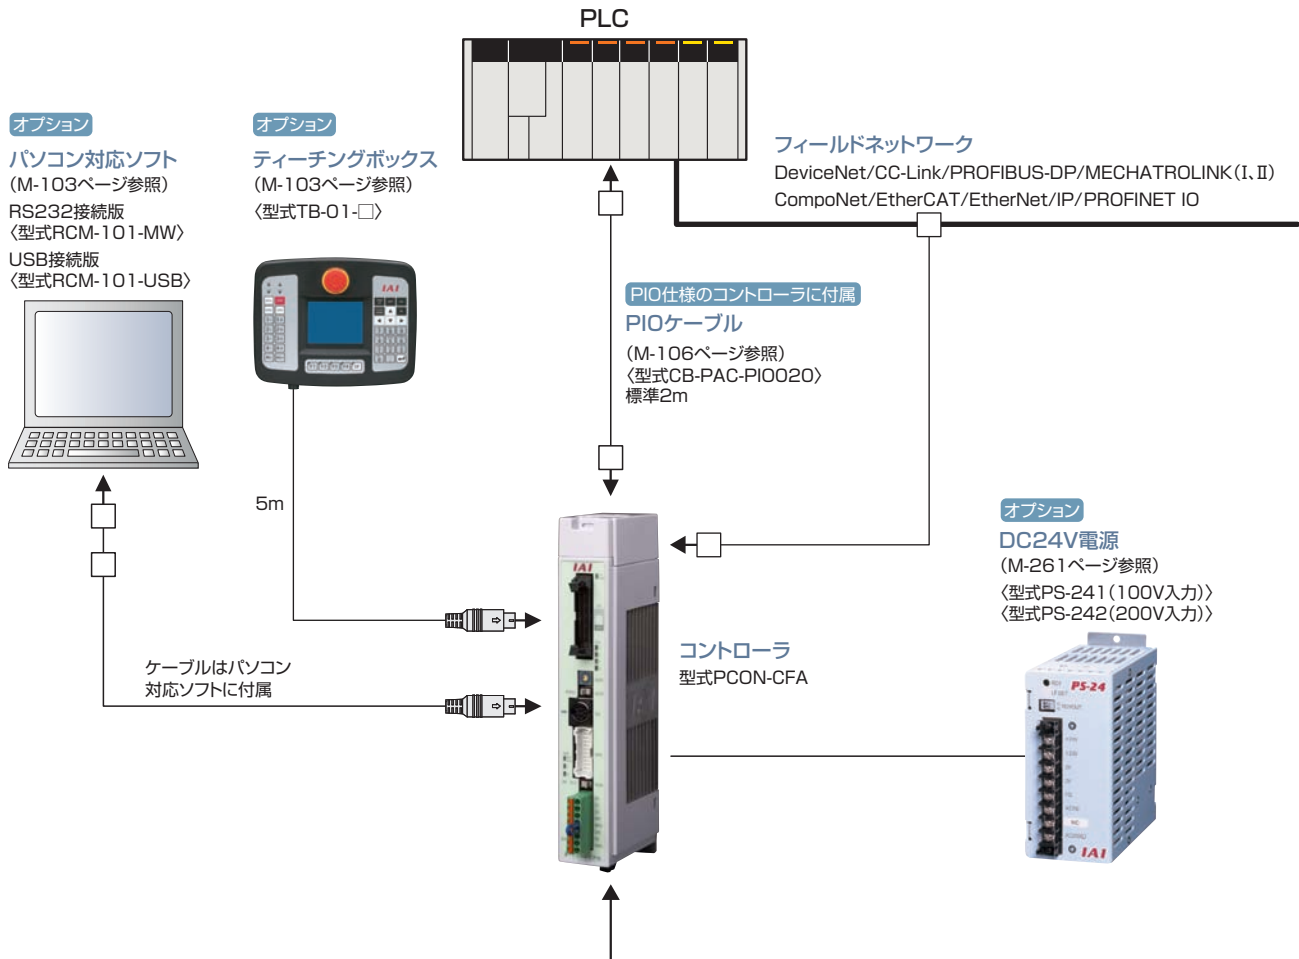 PLC
オプション
パソコン対応ソフト
(M-103ページ参照)
RS232接続版
〈型式RCM-101-MW〉
USB接続版
〈型式RCM-101-USB〉
オプション
ティーチングボックス
(M-103ページ参照)
〈型式TB-01-□〉
フィールドネットワーク
DeviceNet/CC-Link/PROFIBUS-DP/MECHATROLINK(I、II)
CompoNet/EtherCAT/EtherNet/IP/PROFINET IO
IAI
PIO仕様のコントローラに付属
PIOケーブル
(M-106ページ参照)
〈型式CB-PAC-PIO020〉
標準2m
5m
オプション
DC24V電源
(M-261ページ参照)
〈型式PS-241(100V入力)〉
〈型式PS-242(200V入力)〉
IAI
コントローラ
型式PCON-CFA
ケーブルはパソコン
対応ソフトに付属
PS-24
NC
IAI